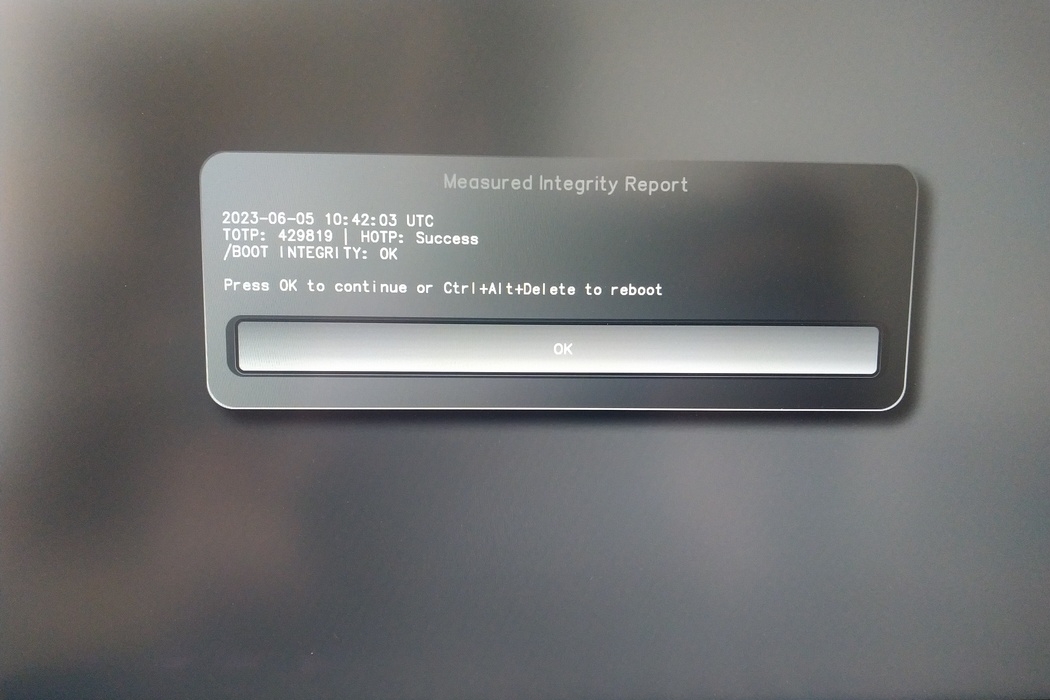 Measured Integrity Report
2023-06-05 10:42:03 UTC
TOTP: 429819 | HOTP: Success
/BOOT INTEGRITY: OK
Press OK to continue or Ctrl+Alt+Delete to reboot
OK